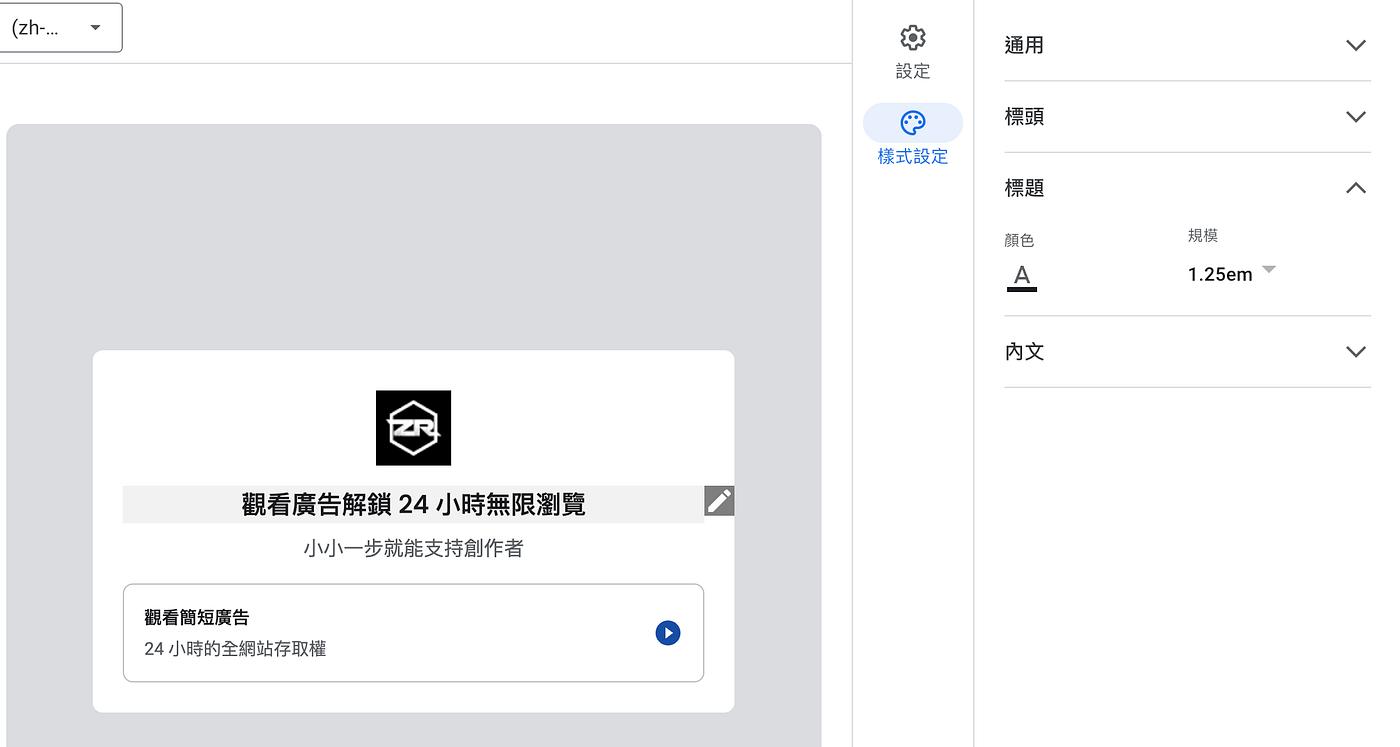 (zh-...
設定
樣式設定
通用
標頭
標題
顏色
規模
A
1.25em
內文
ZR
觀看廣告解鎖 24 小時無限瀏覽
小小一步就能支持創作者
觀看簡短廣告
24 小時的全網站存取權